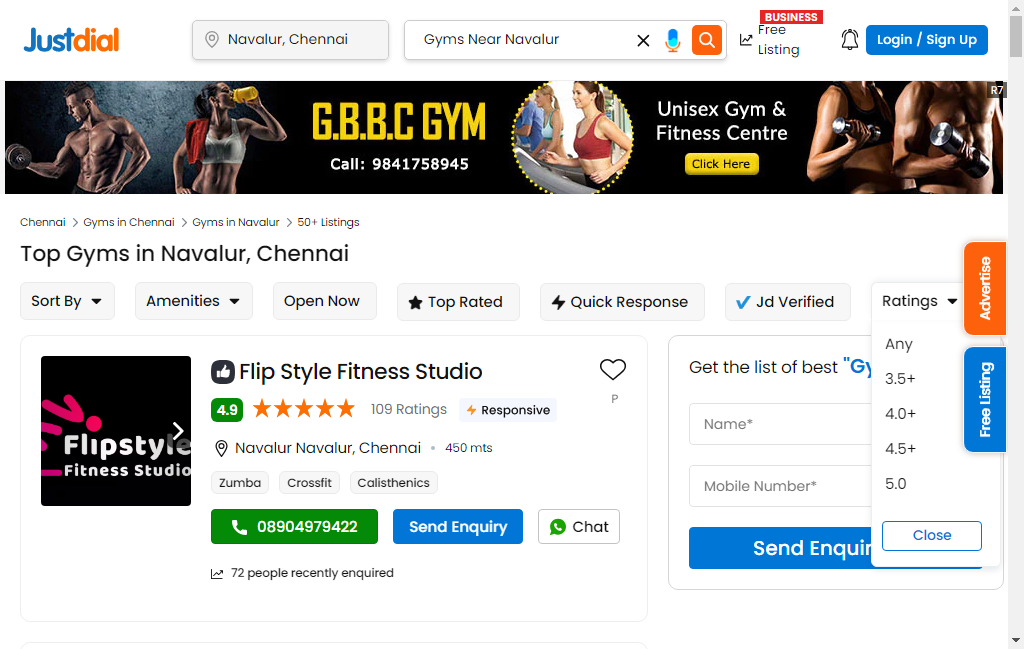 Justdial
Navalur, Chennai
Gyms Near Navalur
BUSINESS
Free
Listing
Login / Sign Up
G.B.B.C GYM
Call: 9841758945
Unisex Gym &
Fitness Centre
Click Here
R7
Chennai > Gyms in Chennai > Gyms in Navalur > 50+ Listings
Top Gyms in Navalur, Chennai
Sort By
Amenities
Open Now
Top Rated
Quick Response
Jd Verified
Ratings
Any
3.5+
4.0+
4.5+
5.0
Close
Advertise
Free Listing
Flipstyle
Fitness Studio
Flip Style Fitness Studio
4.9
109 Ratings
Responsive
Navalur Navalur, Chennai • 450 mts
Zumba
Crossfit
Calisthenics
08904979422
Send Enquiry
Chat
72 people recently enquired
P
Get the list of best "Gy
Name*
Mobile Number*
Send Enquir